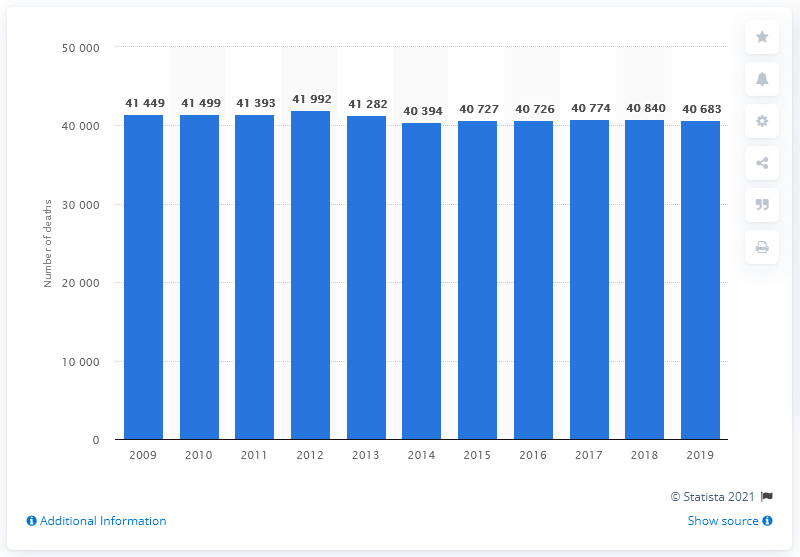 50 000
40 000
30 000
20 000
10 000
0
Number of deaths
41 449 41 499 41 393 41 992 41 282 40 394 40 727 40 726 40 774 40 840 40 683
2009 2010 2011 2012 2013 2014 2015 2016 2017 2018 2019
© Statista 2021
Additional Information Show source